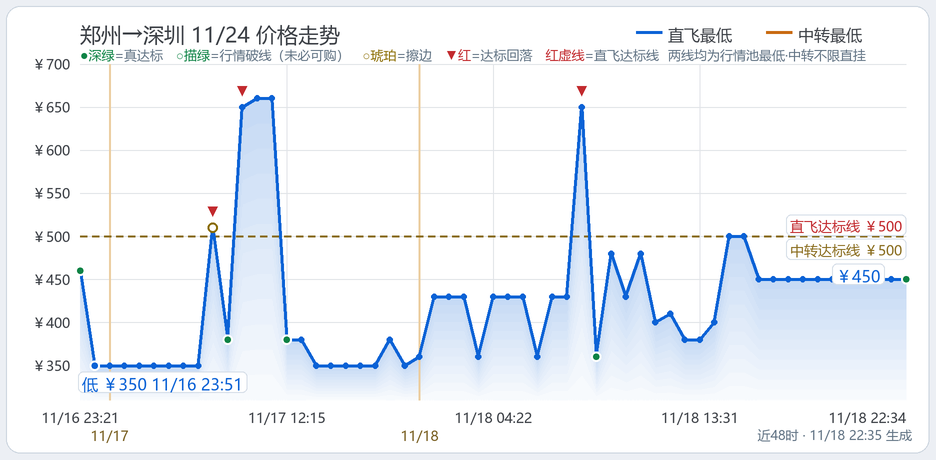 郑州→深圳 11/24 价格走势
直飞最低 中转最低
●深绿=真达标 ○描绿=行情破线（未必可购） ○琥珀=擦边 ▼红=达标回落 红虚线=直飞达标线 两线均为行情池最低·中转不限直挂
¥700
¥650
¥600
¥550
¥500
¥450
¥400
¥350
直飞达标线 ¥500
中转达标线 ¥500
¥450
低 ¥350 11/16 23:51
11/16 23:21 11/17 12:15 11/18 04:22 11/18 13:31 11/18 22:34
11/17 11/18
近48时 · 11/18 22:35 生成